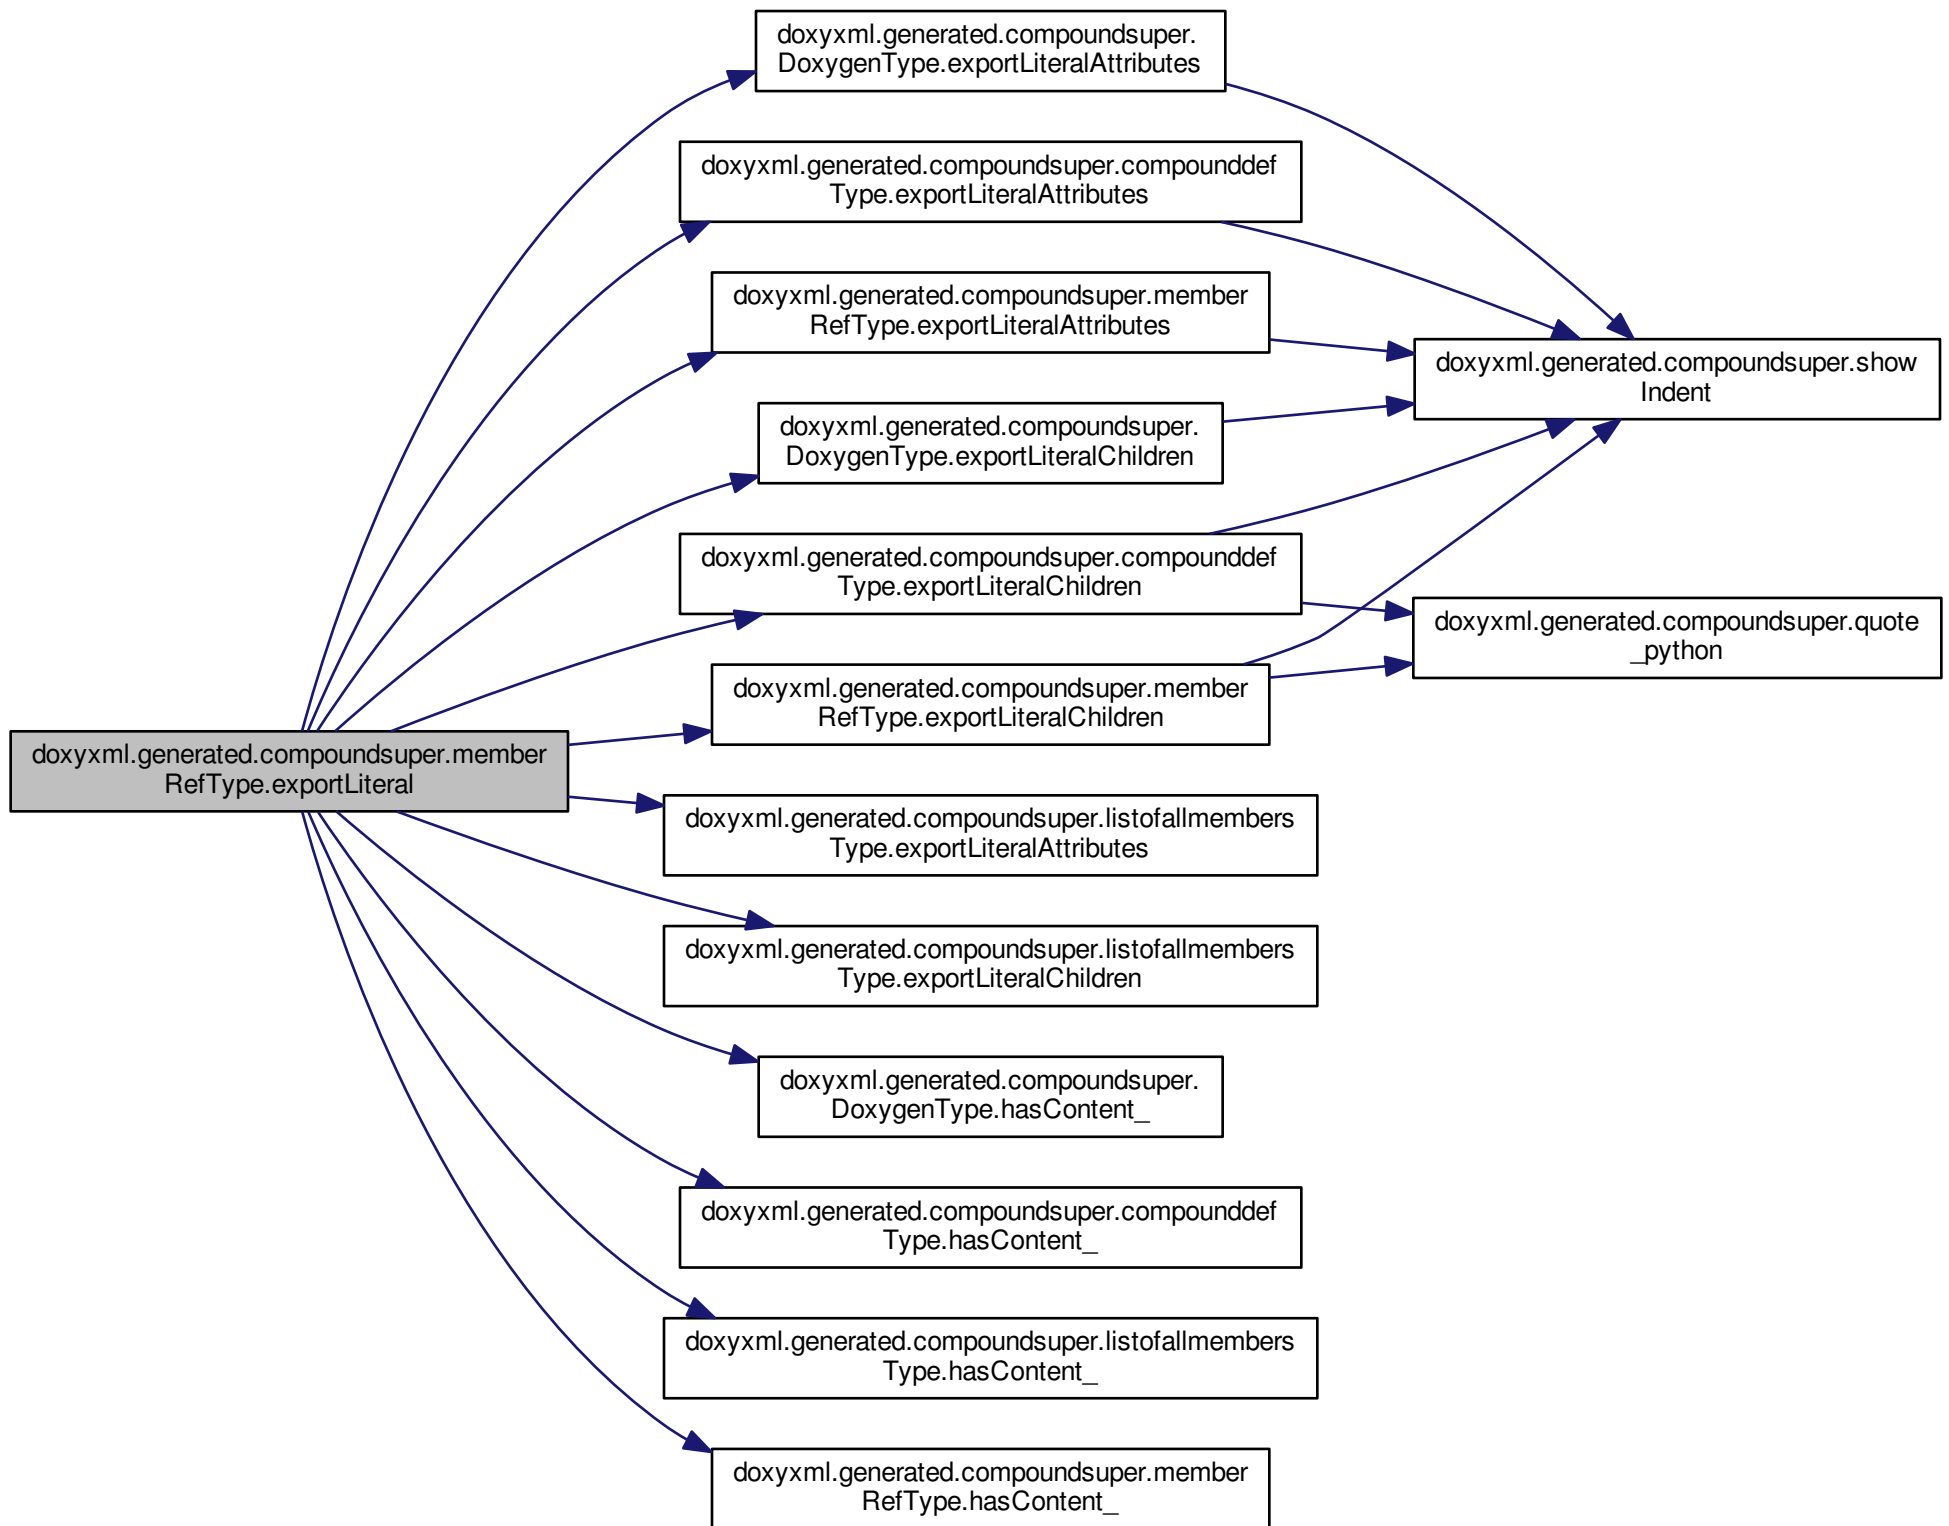 doxyxml.generated.compoundsuper.
DoxygenType.exportLiteralAttributes
doxyxml.generated.compoundsuper.compounddef
Type.exportLiteralAttributes
doxyxml.generated.compoundsuper.member
RefType.exportLiteralAttributes
doxyxml.generated.compoundsuper.show
Indent
doxyxml.generated.compoundsuper.
DoxygenType.exportLiteralChildren
doxyxml.generated.compoundsuper.compounddef
Type.exportLiteralChildren
doxyxml.generated.compoundsuper.quote
_python
doxyxml.generated.compoundsuper.member
RefType.exportLiteralChildren
doxyxml.generated.compoundsuper.member
RefType.exportLiteral
doxyxml.generated.compoundsuper.listofallmembers
Type.exportLiteralAttributes
doxyxml.generated.compoundsuper.listofallmembers
Type.exportLiteralChildren
doxyxml.generated.compoundsuper.
DoxygenType.hasContent_
doxyxml.generated.compoundsuper.compounddef
Type.hasContent_
doxyxml.generated.compoundsuper.listofallmembers
Type.hasContent_
doxyxml.generated.compoundsuper.member
RefType.hasContent_